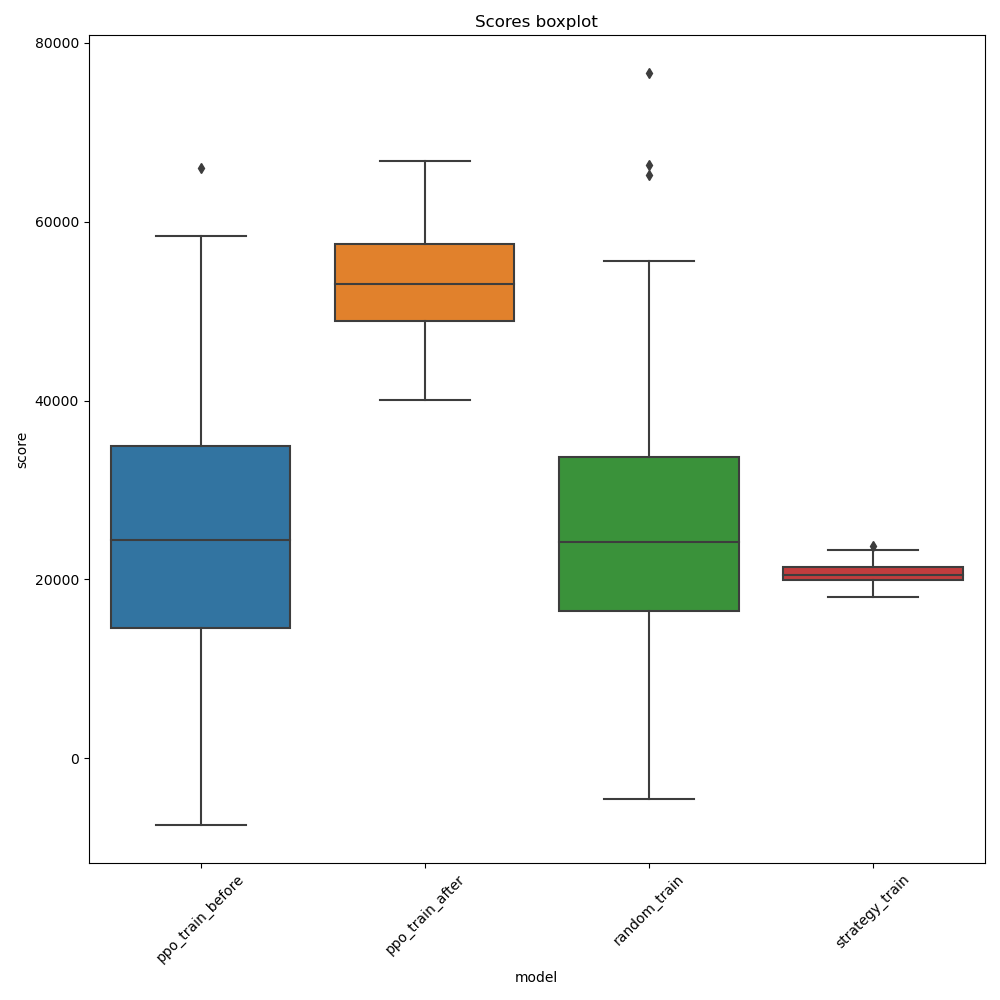 Scores boxplot
80000
60000
40000
20000
0
score
ppo_train_before
ppo_train_after
random_train
strategy_train
model